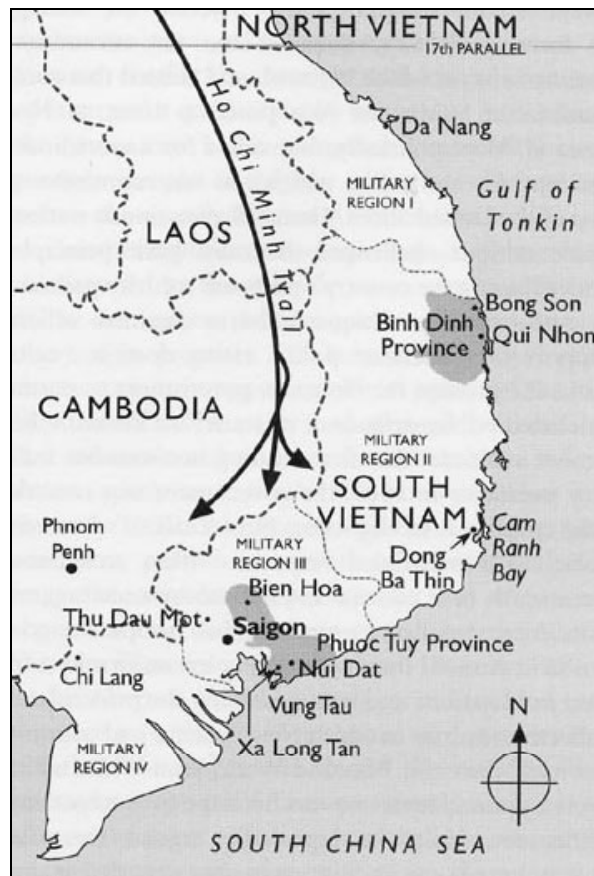 NORTH VIETNAM
17TH PARALLEL
Ho Chi Minh Trail
Da Nang
Gulf of
Tonkin
MILITARY
REGION I
LAOS
Bong Son
Binh Dinh
Province
Qui Nhon
CAMBODIA
MILITARY
REGION II
SOUTH
VIETNAM
Phnom
Penh
Cam
Ranh
Bay
Dong
Ba Thin
MILITARY
REGION III
Bien Hoa
Thu Dau Mot
Saigon
Phuoc Tuy Province
Chi Lang
Nui Dat
Vung Tau
MILITARY
REGION IV
Xa Long Tan
N
SOUTH CHINA SEA